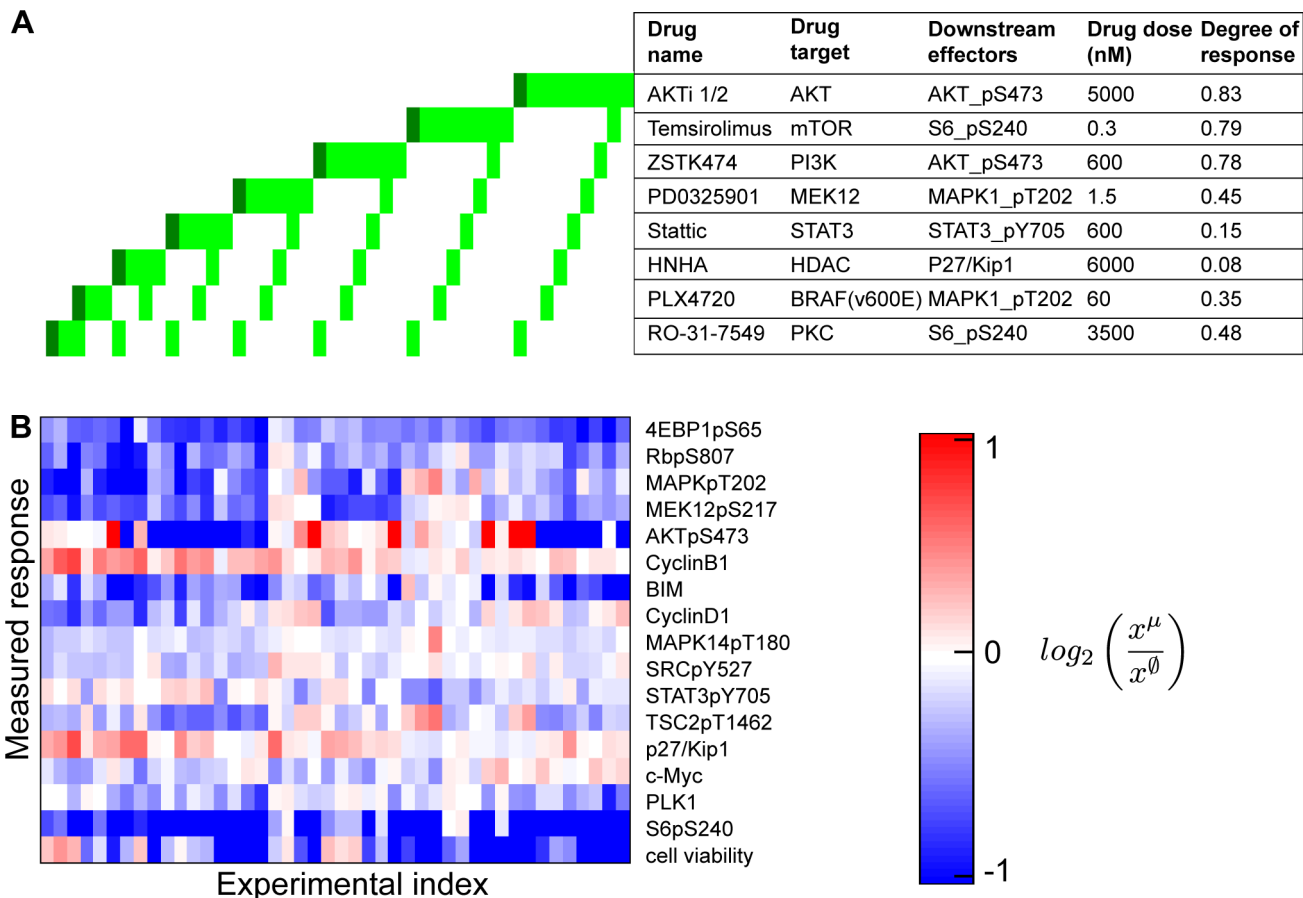 A
Drug name Drug target Downstream effectors Drug dose (nM) Degree of response
AKTi 1/2 AKT AKT_pS473 5000 0.83
Temsirolimus mTOR S6_pS240 0.3 0.79
ZSTK474 PI3K AKT_pS473 600 0.78
PD0325901 MEK12 MAPK1_pT202 1.5 0.45
Stattic STAT3 STAT3_pY705 600 0.15
HNHA HDAC P27/Kip1 6000 0.08
PLX4720 BRAF(v600E) MAPK1_pT202 60 0.35
RO-31-7549 PKC S6_pS240 3500 0.48
B
Measured response
4EBP1pS65
RbpS807
MAPKpT202
MEK12pS217
AKTpS473
CyclinB1
BIM
CyclinD1
MAPK14pT180
SRCpY527
STAT3pY705
TSC2pT1462
p27/Kip1
c-Myc
PLK1
S6pS240
cell viability
Experimental index
1
0
-1
log₂ (x^μ / x^∅)